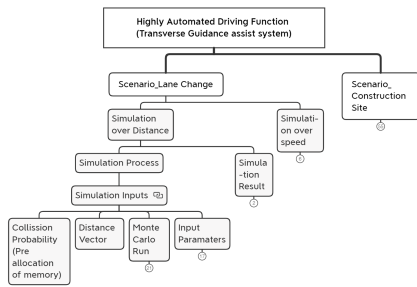 Highly Automated Driving Function
(Transverse Guidance assist system)
Scenario_Lane Change
Scenario_
Construction
Site
Simulation
over Distance
Simulati-
on over
speed
Simulation Process
Simula
-tion
Result
Simulation Inputs
Collission
Probability
(Pre
allocation
of memory)
Distance
Vector
Monte
Carlo
Run
Input
Paramaters